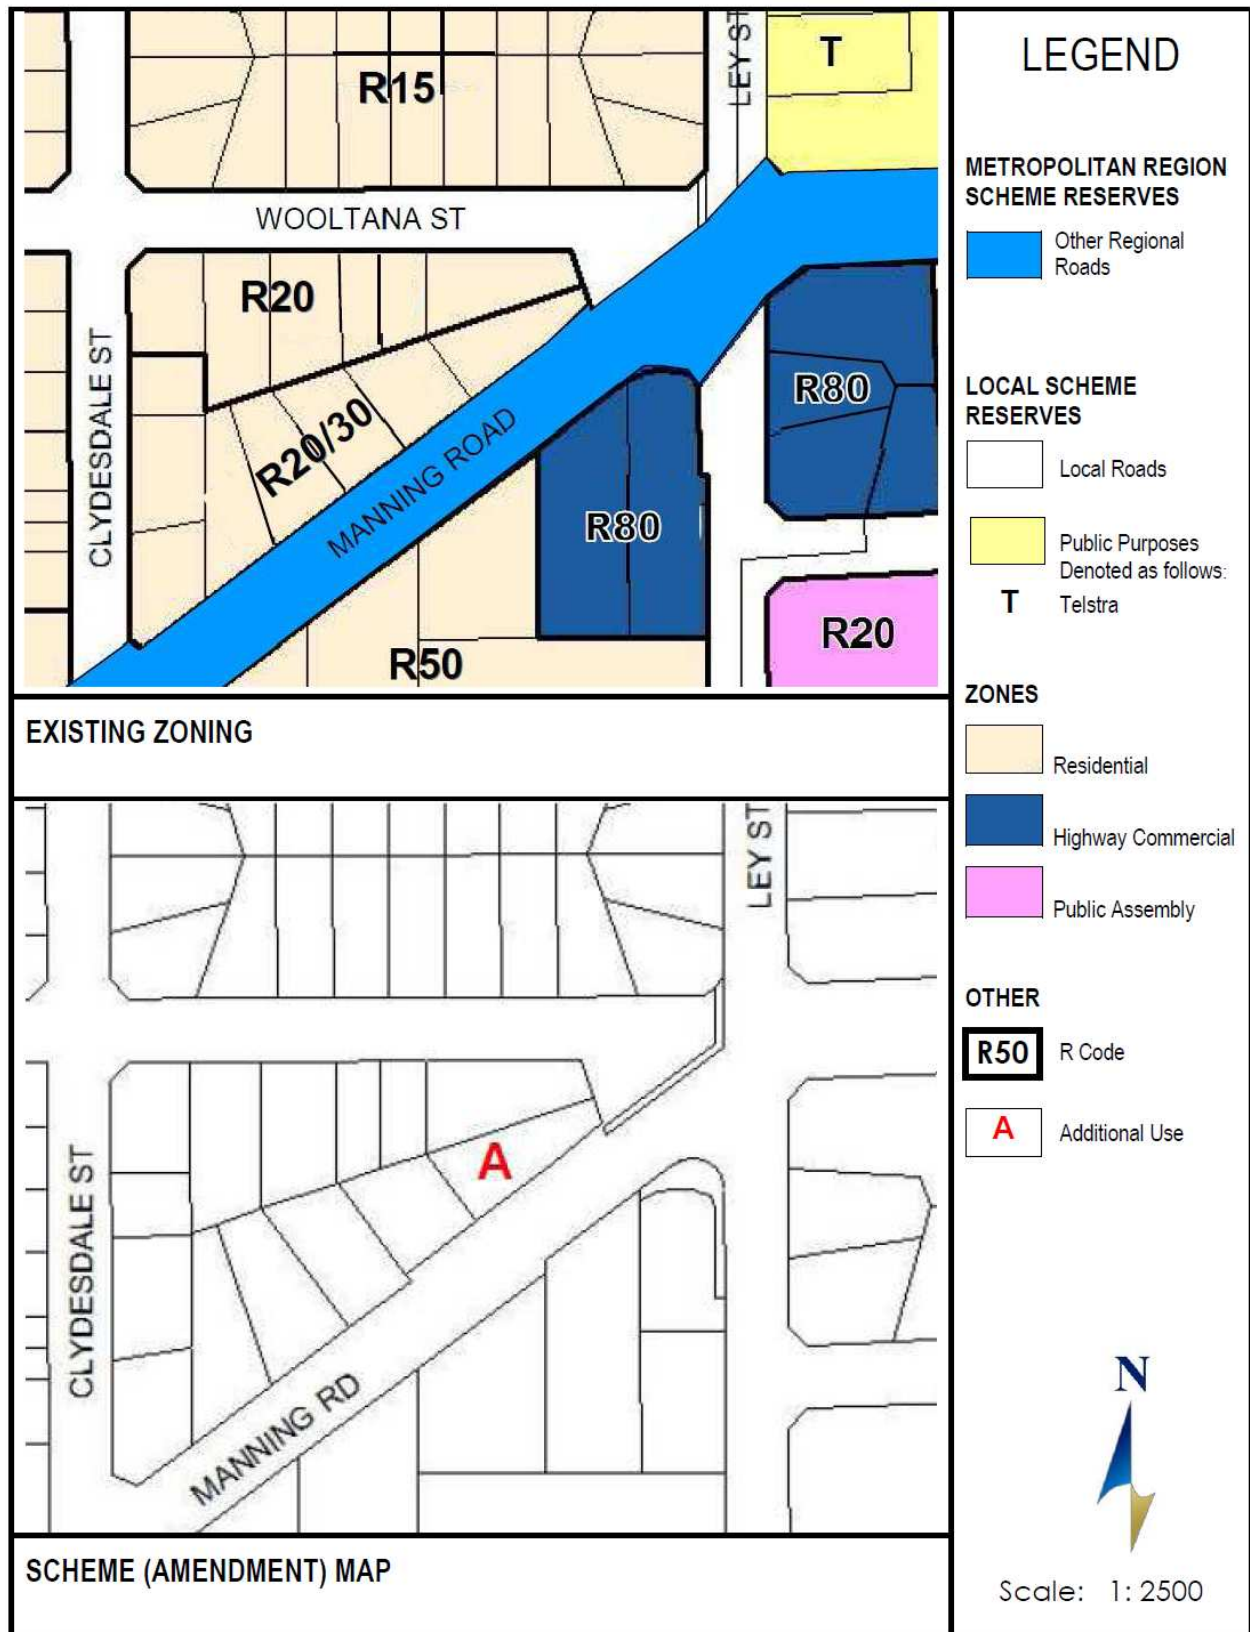 R15
LEY ST
T
WOOLTANA ST
R20
CLYDESDALE ST
R20/30
MANNING ROAD
R80
R80
R50
R20
EXISTING ZONING
LEY ST
CLYDESDALE ST
A
MANNING RD
SCHEME (AMENDMENT) MAP
LEGEND
METROPOLITAN REGION
SCHEME RESERVES
Other Regional
Roads
LOCAL SCHEME
RESERVES
Local Roads
Public Purposes
Denoted as follows:
T Telstra
ZONES
Residential
Highway Commercial
Public Assembly
OTHER
R50 R Code
A Additional Use
N
Scale: 1: 2500